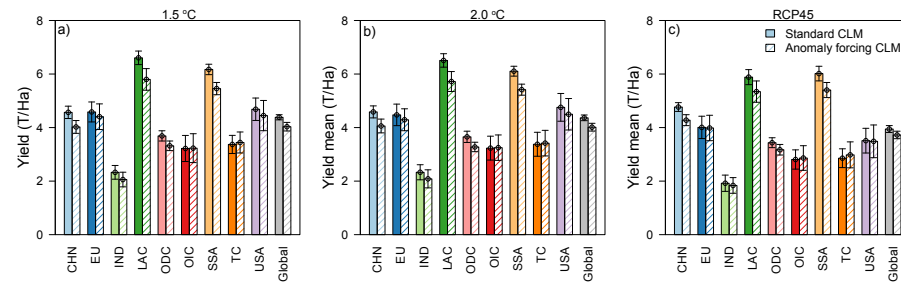 1.5 °C
2.0 °C
RCP45
a)
b)
c)
Standard CLM
Anomaly forcing CLM
Yield (T/Ha)
Yield mean (T/Ha)
Yield mean (T/Ha)
8
6
4
2
0
8
6
4
2
0
8
6
4
2
0
CHN
EU
IND
LAC
ODC
OIC
SSA
TC
USA
Global
CHN
EU
IND
LAC
ODC
OIC
SSA
TC
USA
Global
CHN
EU
IND
LAC
ODC
OIC
SSA
TC
USA
Global